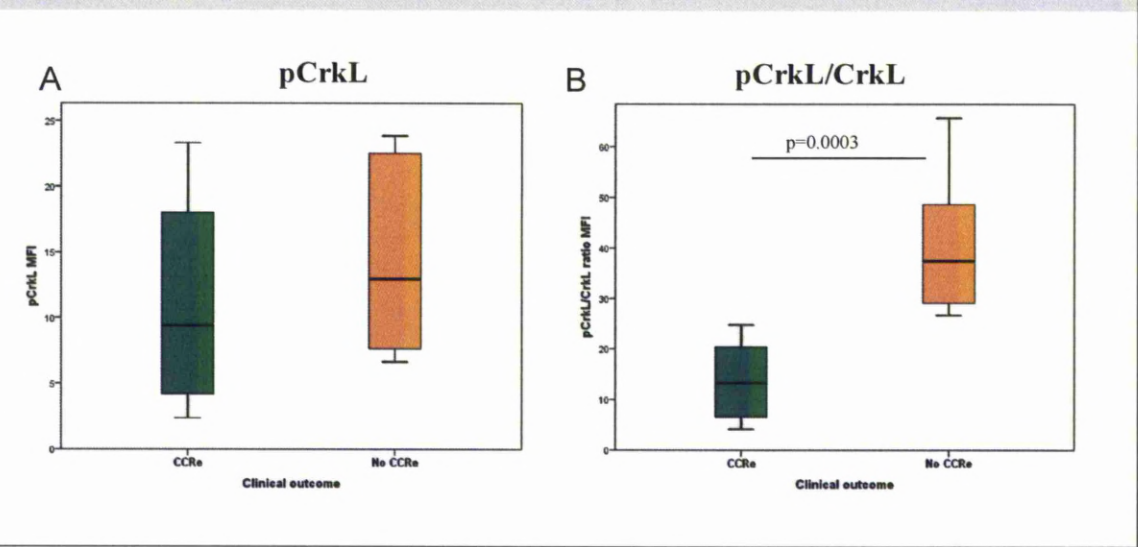 A
pCrkL
25
20
15
10
5
0
pCrkL MFI
CCRe
No CCRe
Clinical outcome
B
pCrkL/CrkL
p=0.0003
60
50
40
30
20
10
0
pCrkL/CrkL ratio MFI
CCRe
No CCRe
Clinical outcome